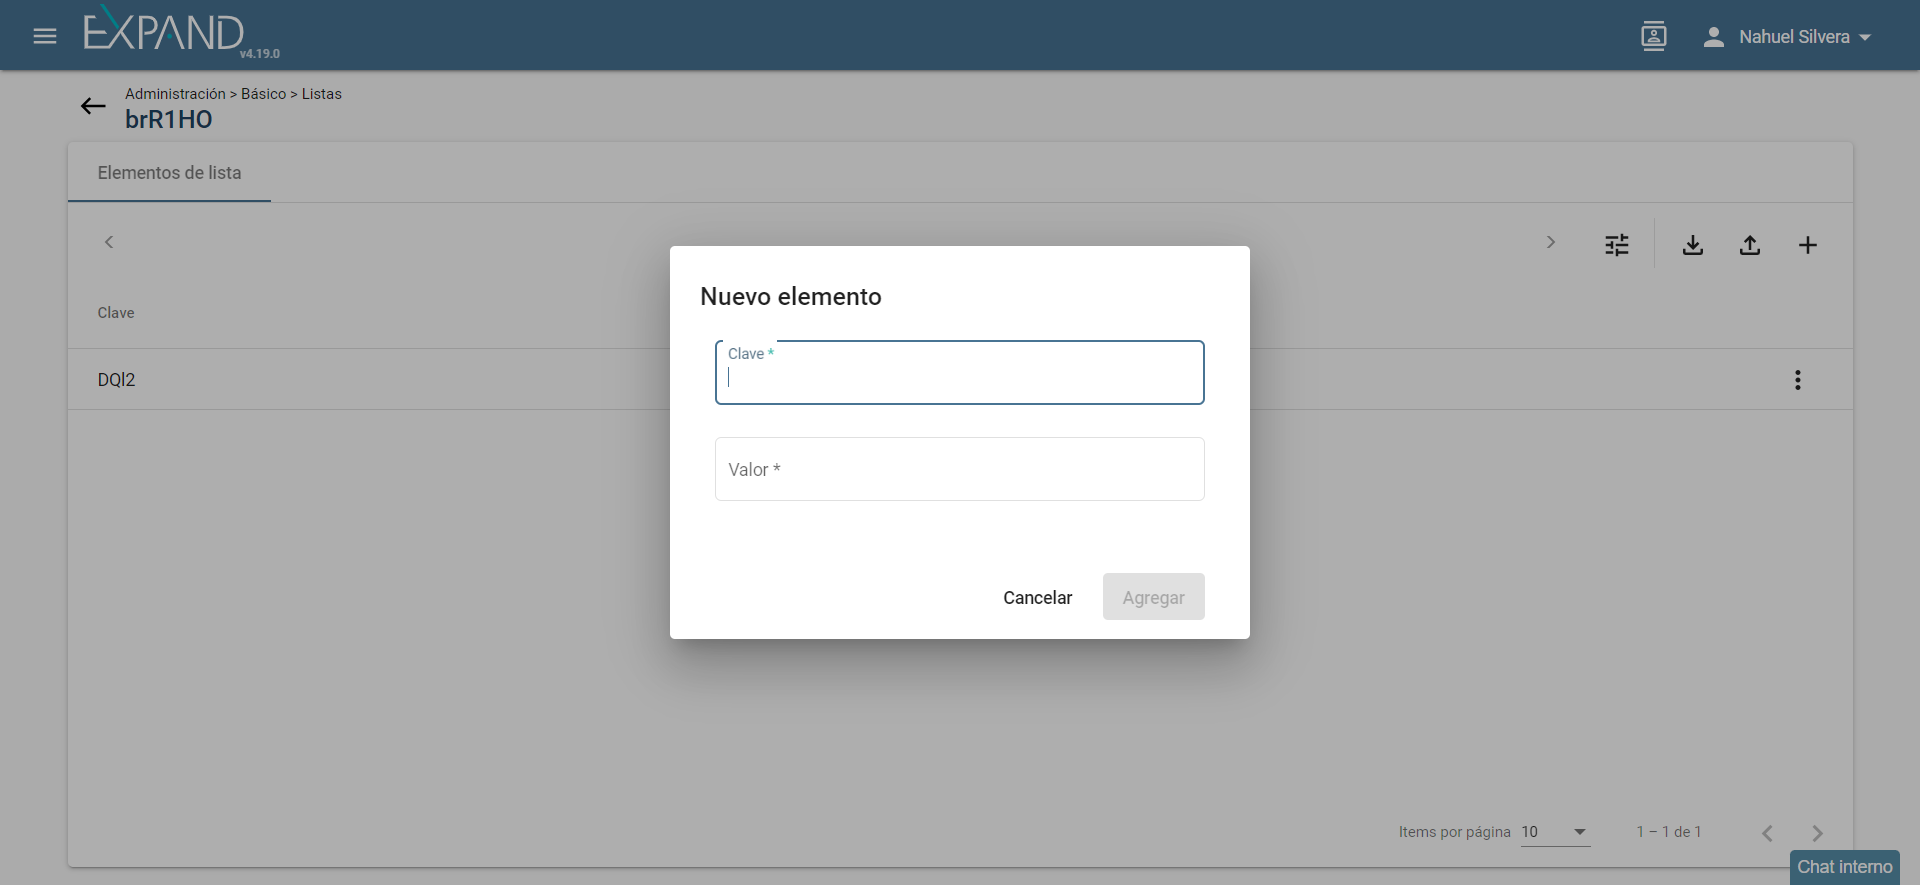 EXPAND
v4.19.0
Nahuel Silvera
Administración > Básico > Listas
brR1HO
Elementos de lista
Clave
DQl2
Nuevo elemento
Clave *
Valor *
Cancelar
Agregar
Items por página 10
1 – 1 de 1
Chat interno